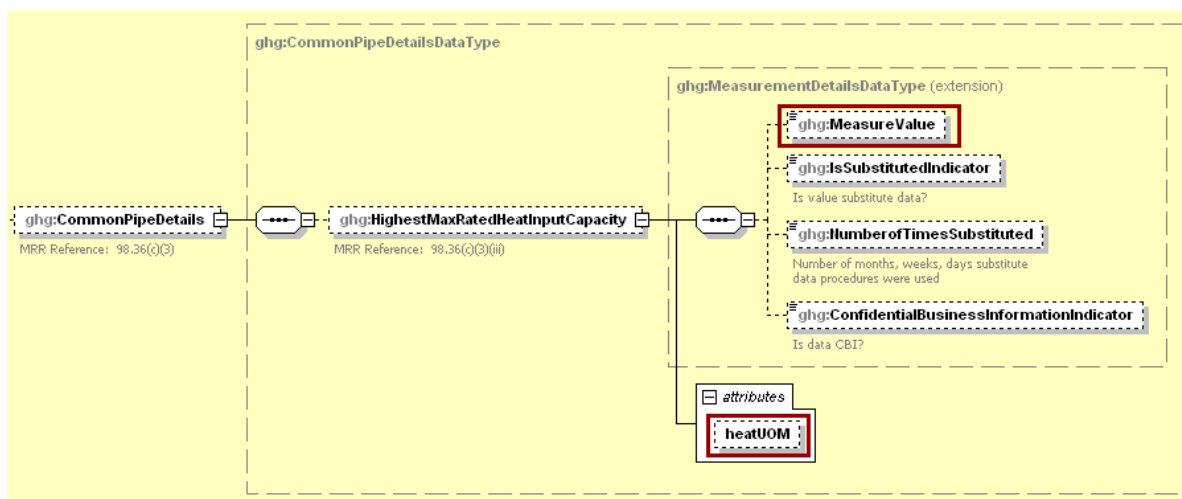 ghg:CommonPipeDetailsDataType
ghg:MeasurementDetailsDataType (extension)
ghg:MeasureValue
ghg:IsSubstitutedIndicator
Is value substitute data?
ghg:CommonPipeDetails
MRR Reference: 98.36(c)(3)
ghg:HighestMaxRatedHeatInputCapacity
MRR Reference: 98.36(c)(3)(iii)
ghg:NumberofTimesSubstituted
Number of months, weeks, days substitute
data procedures were used
ghg:ConfidentialBusinessInformationIndicator
Is data CBI?
attributes
heatUOM